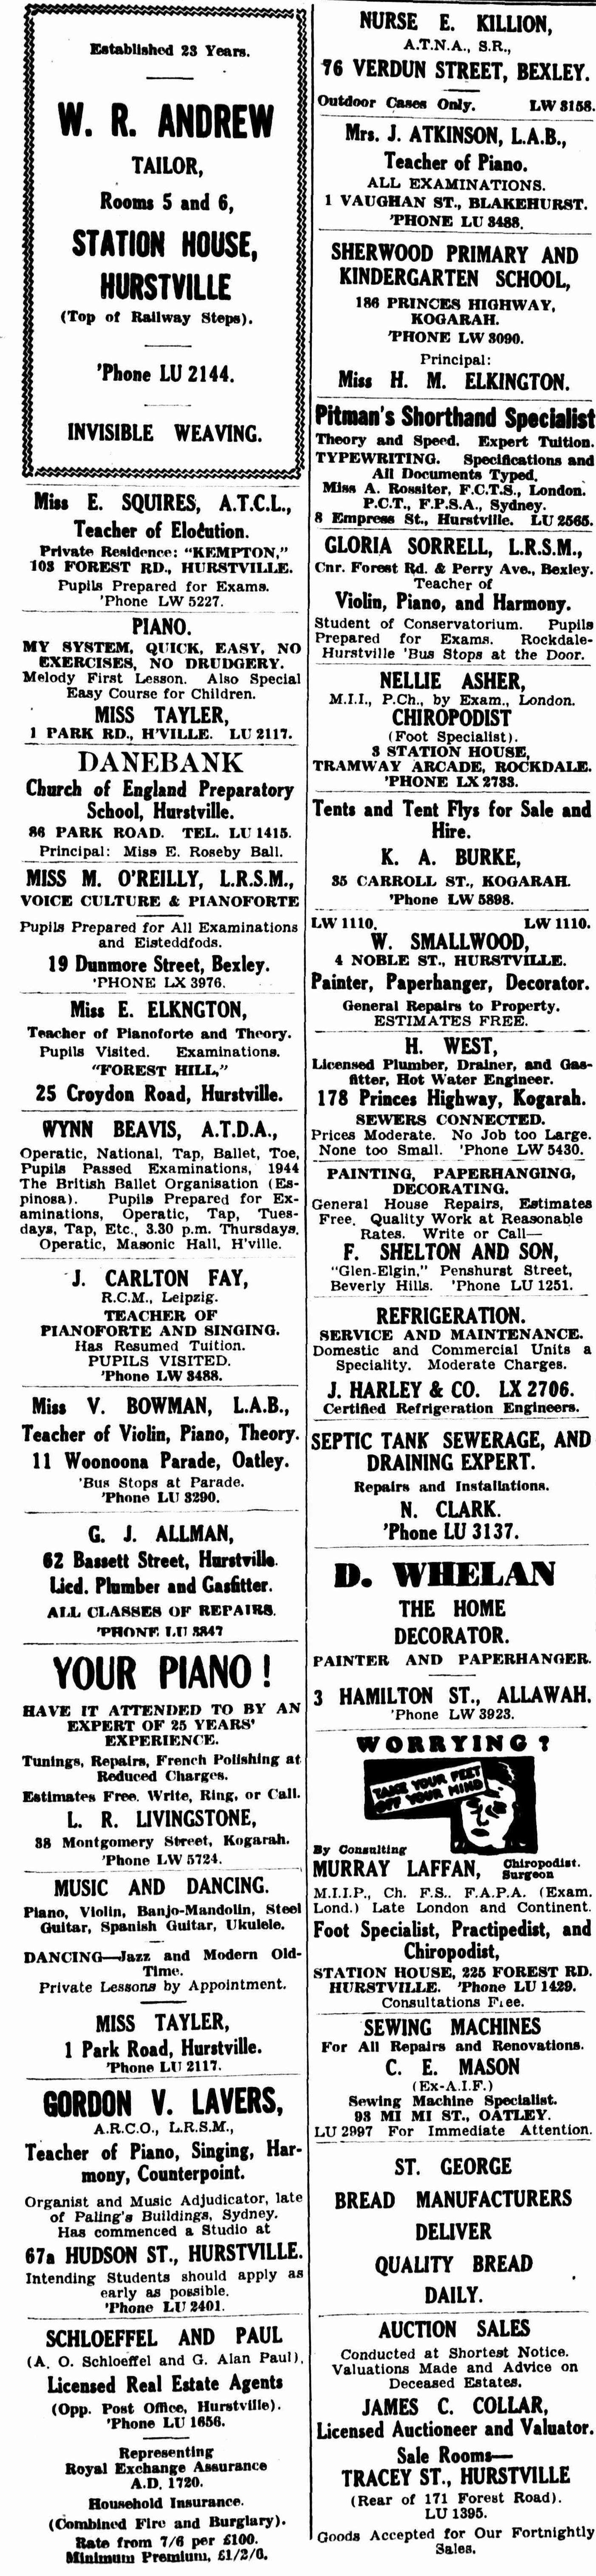 Established 23 Years.
W. R. ANDREW
TAILOR,
Rooms 5 and 6,
STATION HOUSE,
HURSTVILLE
(Top of Railway Steps).
'Phone LU 2144.
INVISIBLE WEAVING.
Miss E. SQUIRES, A.T.C.L.,
Teacher of Elocution.
Private Residence: "KEMPTON,"
103 FOREST RD., HURSTVILLE.
Pupils Prepared for Exams.
'Phone LW 5227.
PIANO.
MY SYSTEM, QUICK, EASY, NO
EXERCISES, NO DRUDGERY.
Melody First Lesson. Also Special
Easy Course for Children.
MISS TAYLER,
1 PARK RD., H'VILLE. LU 2117.
DANEBANK
Church of England Preparatory
School, Hurstville.
86 PARK ROAD. TEL. LU 1415.
Principal: Miss E. Roseby Ball.
MISS M. O'REILLY, L.R.S.M.,
VOICE CULTURE & PIANOFORTE
Pupils Prepared for All Examinations
and Eisteddfods.
19 Dunmore Street, Bexley.
'PHONE LX 3976.
Miss E. ELKNGTON,
Teacher of Pianoforte and Theory.
Pupils Visited. Examinations.
"FOREST HILL,"
25 Croydon Road, Hurstville.
WYNN BEAVIS, A.T.D.A.,
Operatic, National, Tap, Ballet, Toe,
Pupils Passed Examinations, 1944
The British Ballet Organisation (Es-
pinosa). Pupils Prepared for Ex-
aminations, Operatic, Tap, Tues-
days, Tap, Etc., 3.30 p.m. Thursdays.
Operatic, Masonic Hall, H'ville.
J. CARLTON FAY,
R.C.M., Leipzig.
TEACHER OF
PIANOFORTE AND SINGING.
Has Resumed Tuition.
PUPILS VISITED.
'Phone LW 3488.
Miss V. BOWMAN, L.A.B.,
Teacher of Violin, Piano, Theory.
11 Woonoona Parade, Oatley.
'Bus Stops at Parade.
'Phone LU 3290.
G. J. ALLMAN,
62 Bassett Street, Hurstville.
Licd. Plumber and Gasfitter.
ALL CLASSES OF REPAIRS.
'PHONE LU 3847
YOUR PIANO!
HAVE IT ATTENDED TO BY AN
EXPERT OF 25 YEARS'
EXPERIENCE.
Tunings, Repairs, French Polishing at
Reduced Charges.
Estimates Free. Write, Ring, or Call.
L. R. LIVINGSTONE,
38 Montgomery Street, Kogarah.
'Phone LW 5724.
MUSIC AND DANCING.
Piano, Violin, Banjo-Mandolin, Steel
Guitar, Spanish Guitar, Ukulele.
DANCING—Jazz and Modern Old-
Time.
Private Lessons by Appointment.
MISS TAYLER,
1 Park Road, Hurstville.
'Phone LU 2117.
GORDON V. LAVERS,
A.R.C.O., L.R.S.M.,
Teacher of Piano, Singing, Har-
mony, Counterpoint.
Organist and Music Adjudicator, late
of Paling's Buildings, Sydney.
Has commenced a Studio at
67a HUDSON ST., HURSTVILLE.
Intending Students should apply as
early as possible.
'Phone LU 2401.
SCHLOEFFEL AND PAUL
(A. O. Schloeffel and G. Alan Paul),
Licensed Real Estate Agents
(Opp. Post Office, Hurstville).
'Phone LU 1656.
Representing
Royal Exchange Assurance
A.D. 1720.
Household Insurance.
(Combined Fire and Burglary).
Rate from 7/6 per £100.
Minimum Premium, £1/2/6.
NURSE E. KILLION,
A.T.N.A., S.R.,
76 VERDUN STREET, BEXLEY.
Outdoor Cases Only. LW 3158.
Mrs. J. ATKINSON, L.A.B.,
Teacher of Piano.
ALL EXAMINATIONS.
1 VAUGHAN ST., BLAKEHURST.
'PHONE LU 3488.
SHERWOOD PRIMARY AND
KINDERGARTEN SCHOOL,
186 PRINCES HIGHWAY,
KOGARAH.
'PHONE LW 3090.
Principal:
Miss H. M. ELKINGTON.
Pitman's Shorthand Specialist
Theory and Speed. Expert Tuition.
TYPEWRITING. Specifications and
All Documents Typed.
Miss A. Rossiter, F.C.T.S., London.
P.C.T., F.P.S.A., Sydney.
8 Empress St., Hurstville. LU 2565.
GLORIA SORRELL, L.R.S.M.,
Cnr. Forest Rd. & Perry Ave., Bexley.
Teacher of
Violin, Piano, and Harmony.
Student of Conservatorium. Pupils
Prepared for Exams. Rockdale-
Hurstville 'Bus Stops at the Door.
NELLIE ASHER,
M.I.I., P.Ch., by Exam., London.
CHIROPODIST
(Foot Specialist).
3 STATION HOUSE,
TRAMWAY ARCADE, ROCKDALE.
'PHONE LX 2733.
Tents and Tent Flys for Sale and
Hire.
K. A. BURKE,
35 CARROLL ST., KOGARAH.
'Phone LW 5898.
LW 1110. LW 1110.
W. SMALLWOOD,
4 NOBLE ST., HURSTVILLE.
Painter, Paperhanger, Decorator.
General Repairs to Property.
ESTIMATES FREE.
H. WEST,
Licensed Plumber, Drainer, and Gas-
fitter, Hot Water Engineer.
178 Princes Highway, Kogarah.
SEWERS CONNECTED.
Prices Moderate. No Job too Large.
None too Small. 'Phone LW 5430.
PAINTING, PAPERHANGING,
DECORATING.
General House Repairs, Estimates
Free. Quality Work at Reasonable
Rates. Write or Call—
F. SHELTON AND SON,
"Glen-Elgin," Penshurst Street,
Beverly Hills. 'Phone LU 1251.
REFRIGERATION.
SERVICE AND MAINTENANCE.
Domestic and Commercial Units a
Speciality. Moderate Charges.
J. HARLEY & CO. LX 2706.
Certified Refrigeration Engineers.
SEPTIC TANK SEWERAGE, AND
DRAINING EXPERT.
Repairs and Installations.
N. CLARK.
'Phone LU 3137.
D. WHELAN
THE HOME
DECORATOR.
PAINTER AND PAPERHANGER.
3 HAMILTON ST., ALLAWAH.
'Phone LW 3923.
WORRYING?
TAKE YOUR FEET
OFF YOUR MIND
By Consulting
MURRAY LAFFAN, Chiropodist.
Surgeon
M.I.I.P., Ch. F.S.. F.A.P.A. (Exam.
Lond.) Late London and Continent.
Foot Specialist, Practipedist, and
Chiropodist,
STATION HOUSE, 225 FOREST RD.
HURSTVILLE. 'Phone LU 1429.
Consultations Free.
SEWING MACHINES
For All Repairs and Renovations.
C. E. MASON
(Ex-A.I.F.)
Sewing Machine Specialist.
93 MI MI ST., OATLEY.
LU 2997 For Immediate Attention.
ST. GEORGE
BREAD MANUFACTURERS
DELIVER
QUALITY BREAD
DAILY.
AUCTION SALES
Conducted at Shortest Notice.
Valuations Made and Advice on
Deceased Estates.
JAMES C. COLLAR,
Licensed Auctioneer and Valuator.
Sale Rooms—
TRACEY ST., HURSTVILLE
(Rear of 171 Forest Road).
LU 1395.
Goods Accepted for Our Fortnightly
Sales.